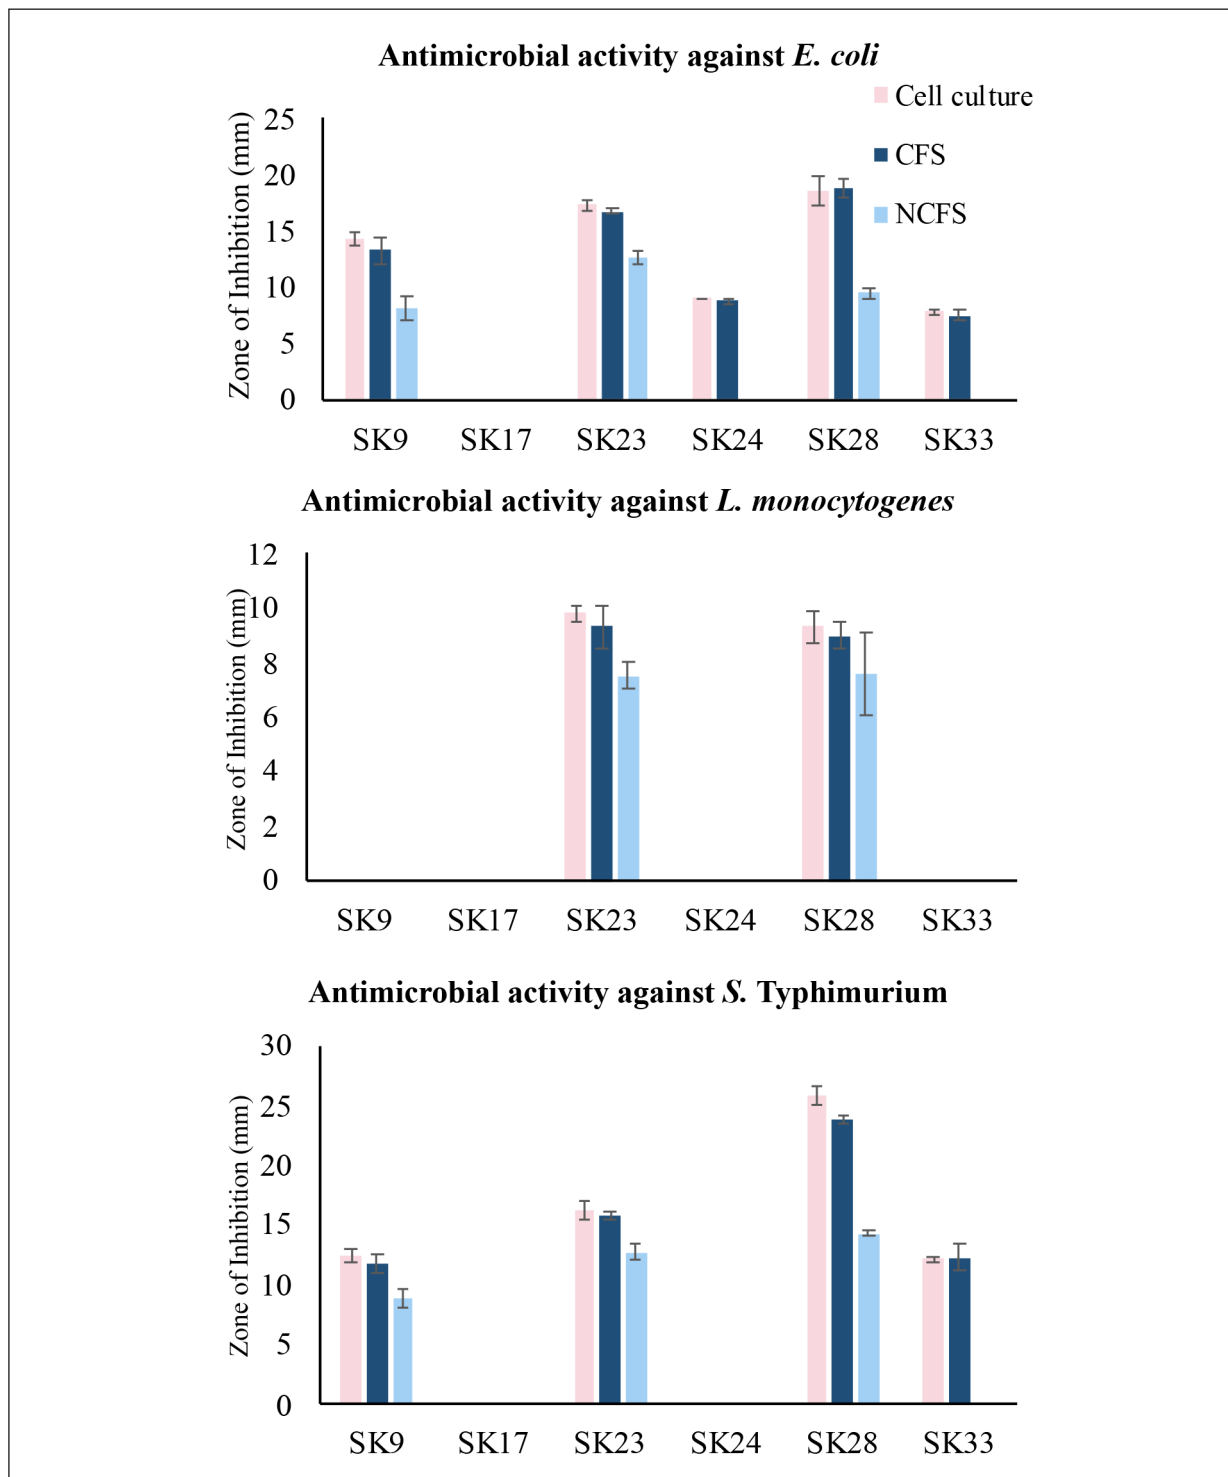 Antimicrobial activity against E. coli
Cell culture
CFS
NCFS
Zone of Inhibition (mm)
25
20
15
10
5
0
SK9 SK17 SK23 SK24 SK28 SK33
Antimicrobial activity against L. monocytogenes
Zone of Inhibition (mm)
12
10
8
6
4
2
0
SK9 SK17 SK23 SK24 SK28 SK33
Antimicrobial activity against S. Typhimurium
Zone of Inhibition (mm)
30
25
20
15
10
5
0
SK9 SK17 SK23 SK24 SK28 SK33